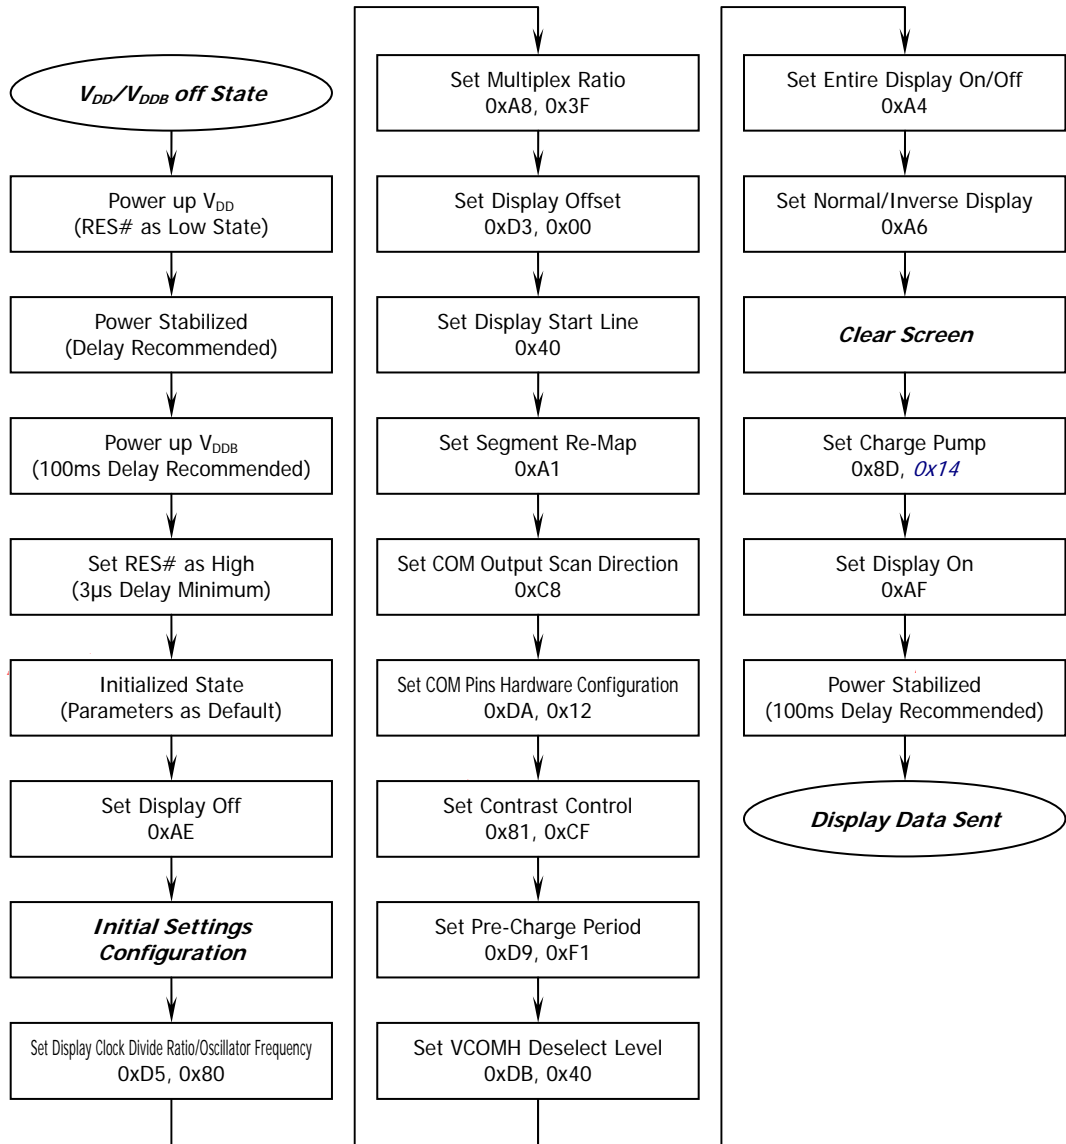 V_DD/V_DDB off State
Power up V_DD
(RES# as Low State)
Power Stabilized
(Delay Recommended)
Power up V_DDB
(100ms Delay Recommended)
Set RES# as High
(3µs Delay Minimum)
Initialized State
(Parameters as Default)
Set Display Off
0xAE
Initial Settings
Configuration
Set Display Clock Divide Ratio/Oscillator Frequency
0xD5, 0x80
Set Multiplex Ratio
0xA8, 0x3F
Set Display Offset
0xD3, 0x00
Set Display Start Line
0x40
Set Segment Re-Map
0xA1
Set COM Output Scan Direction
0xC8
Set COM Pins Hardware Configuration
0xDA, 0x12
Set Contrast Control
0x81, 0xCF
Set Pre-Charge Period
0xD9, 0xF1
Set VCOMH Deselect Level
0xDB, 0x40
Set Entire Display On/Off
0xA4
Set Normal/Inverse Display
0xA6
Clear Screen
Set Charge Pump
0x8D, 0x14
Set Display On
0xAF
Power Stabilized
(100ms Delay Recommended)
Display Data Sent